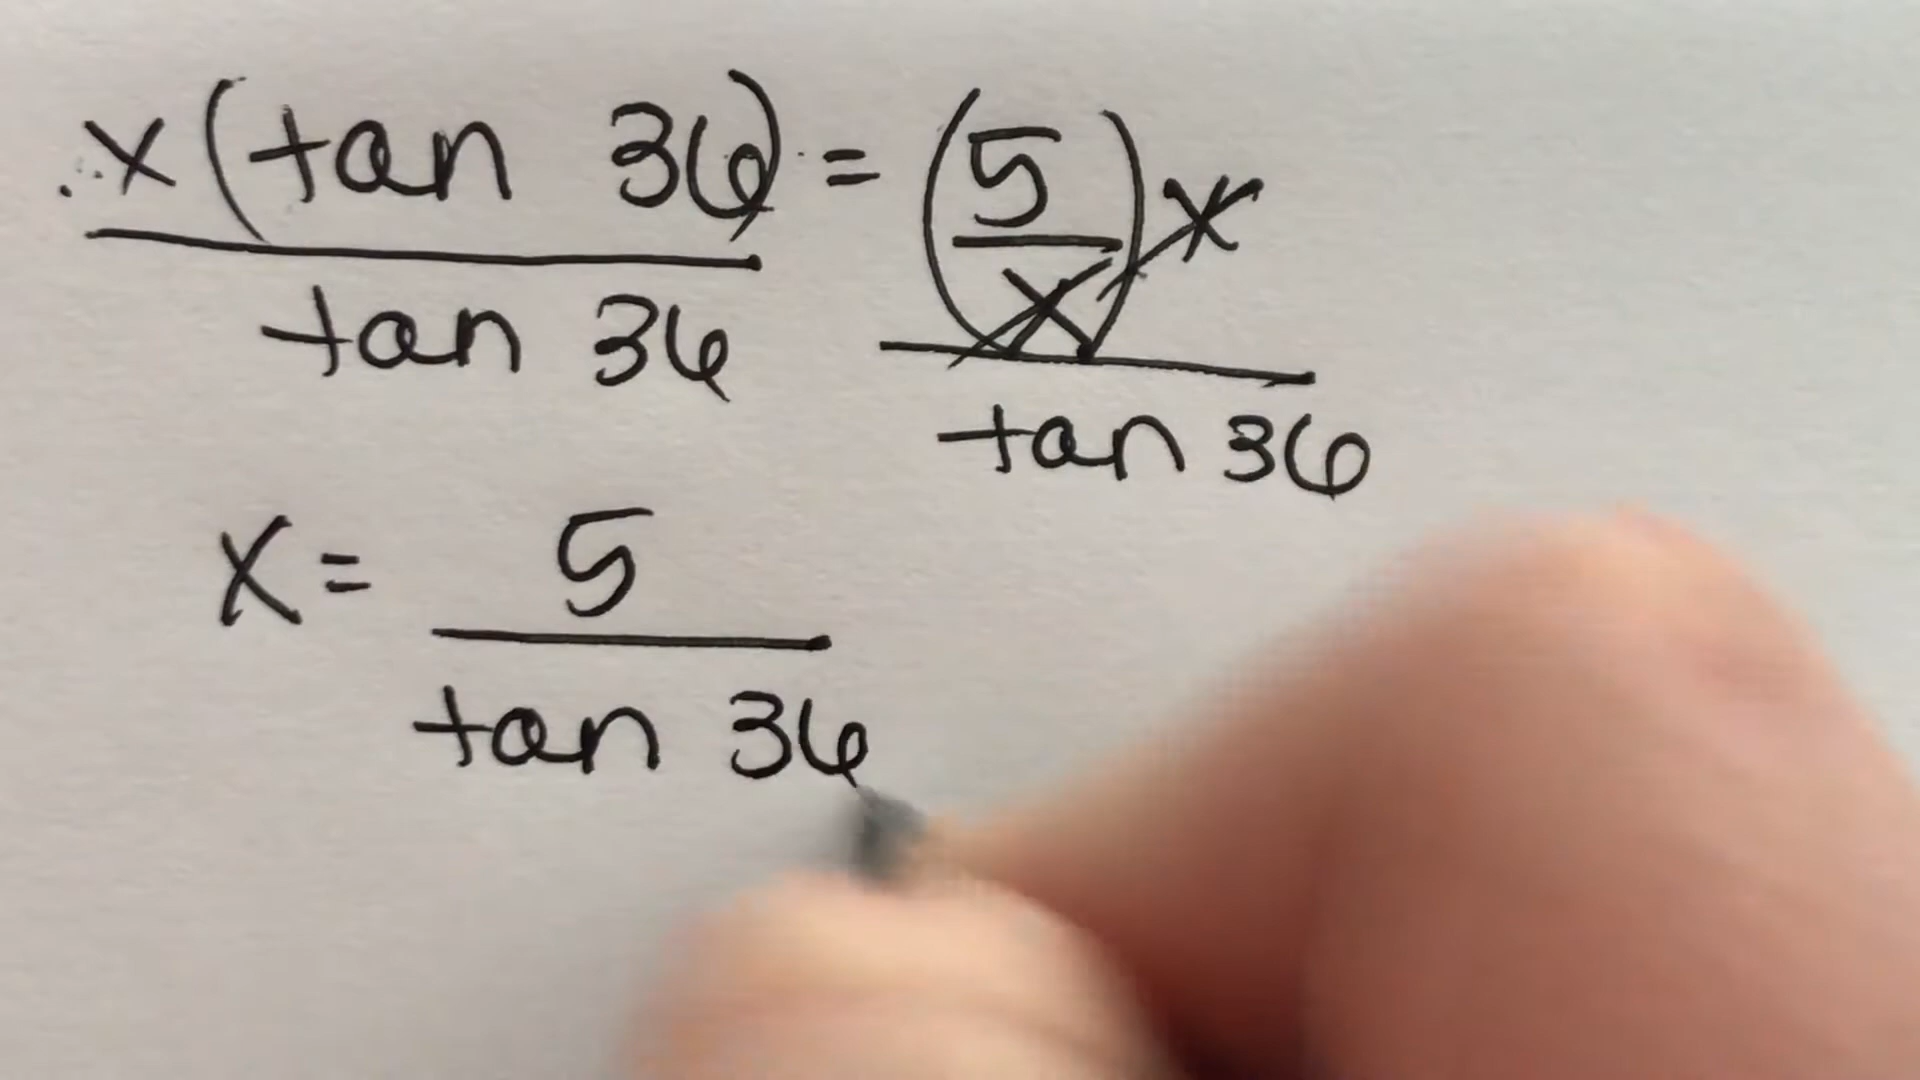 x(tan 36) = (5/x)x
tan 36 tan 36
x = 5
tan 36